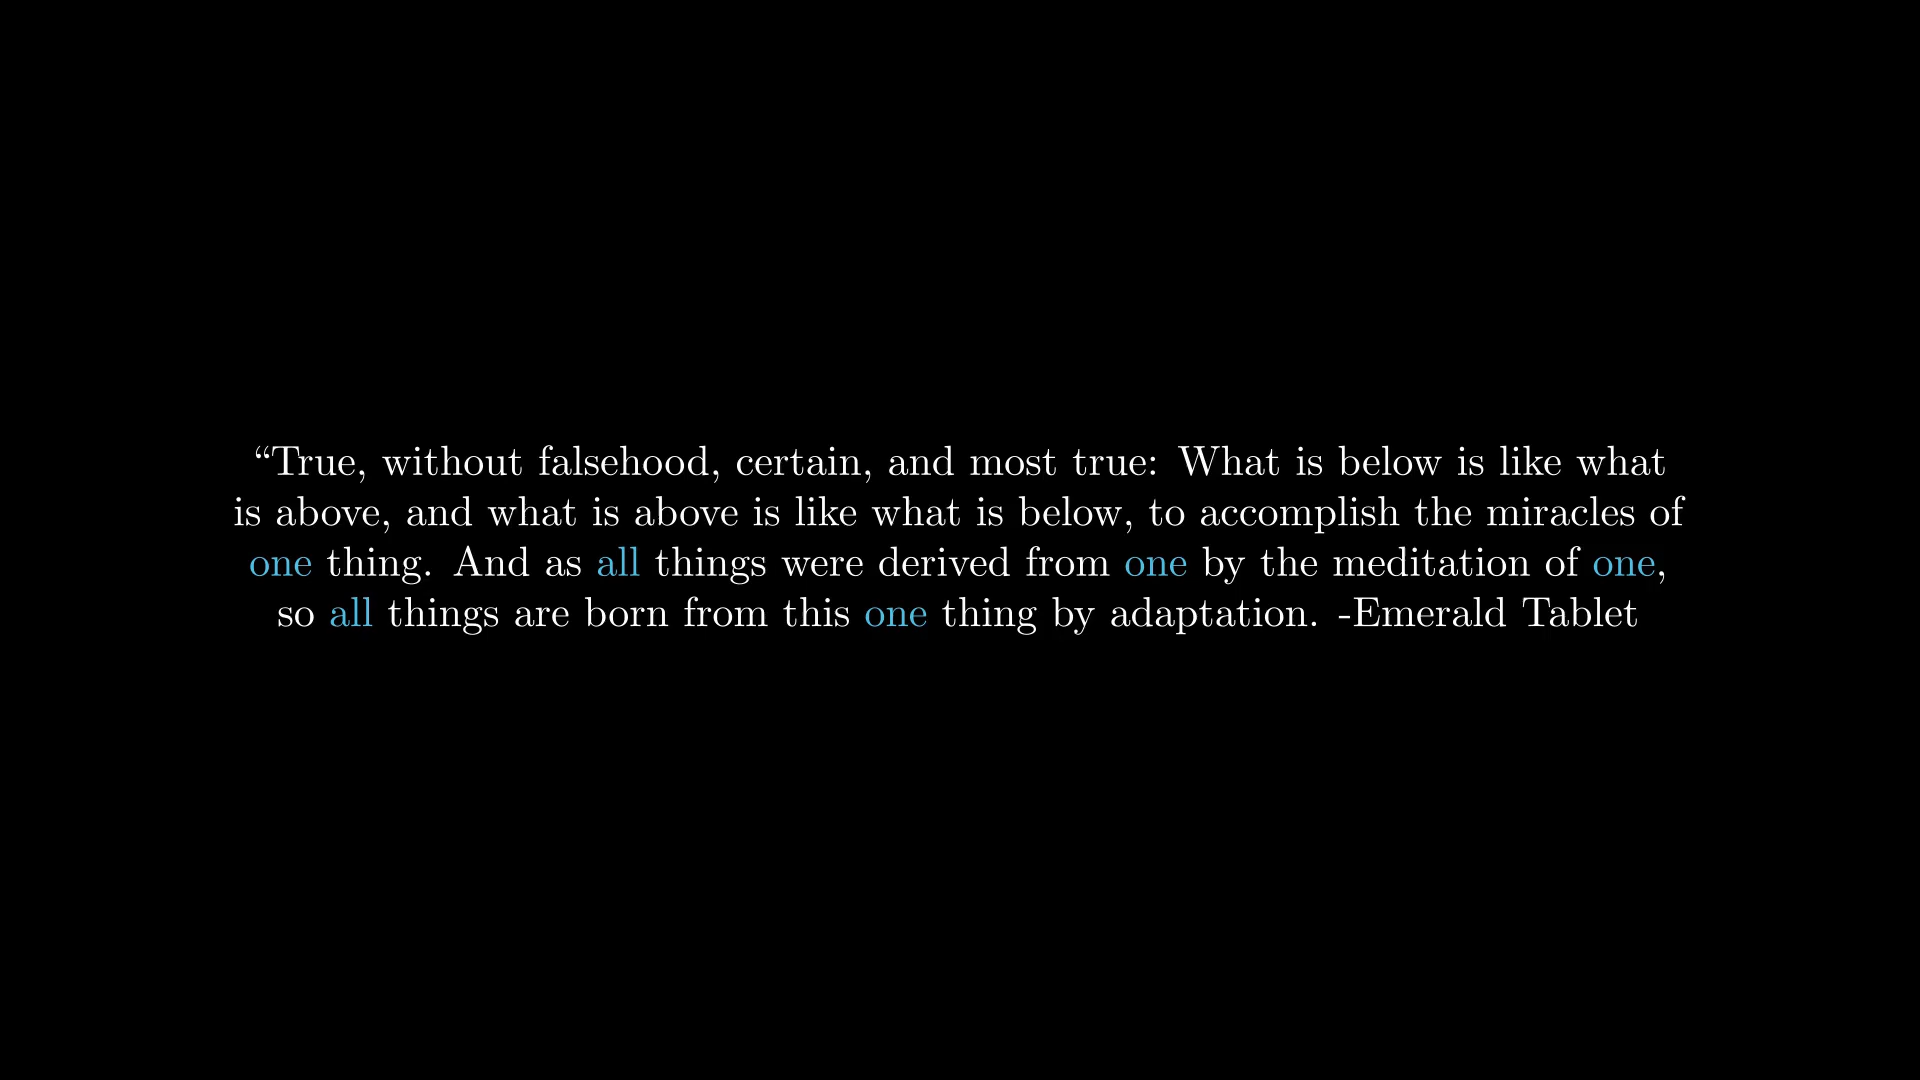 “True, without falsehood, certain, and most true: What is below is like what
is above, and what is above is like what is below, to accomplish the miracles of
one thing. And as all things were derived from one by the meditation of one,
so all things are born from this one thing by adaptation. -Emerald Tablet